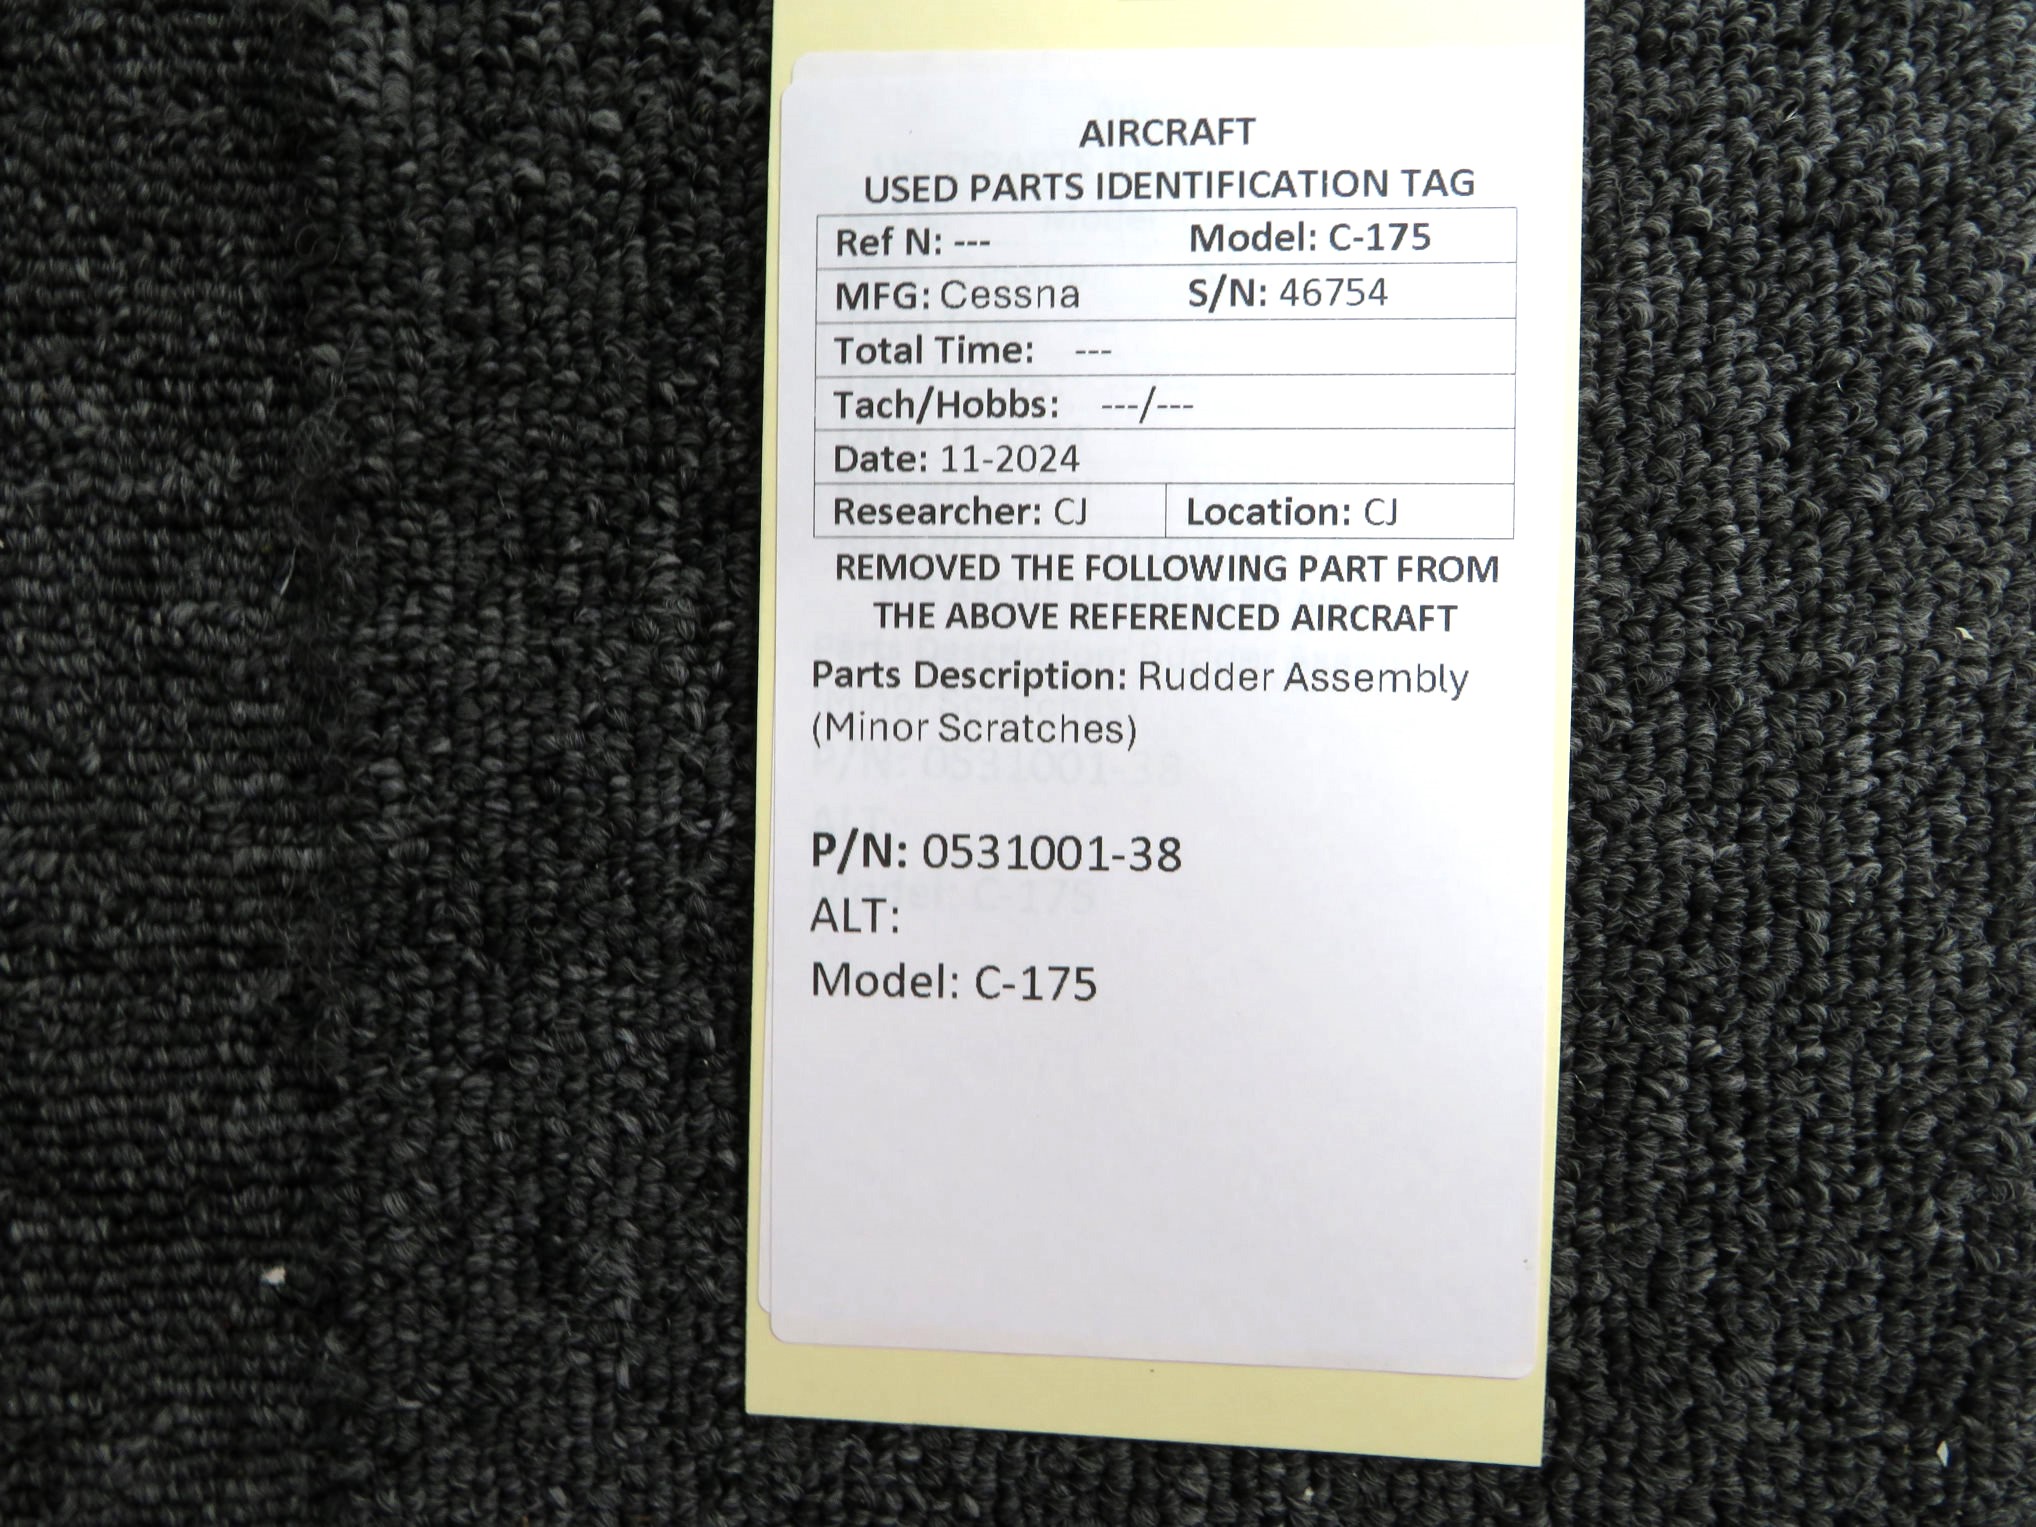 AIRCRAFT
USED PARTS IDENTIFICATION TAG
Ref N: --- Model: C-175
MFG: Cessna S/N: 46754
Total Time: ---
Tach/Hobbs: ---/---
Date: 11-2024
Researcher: CJ Location: CJ
REMOVED THE FOLLOWING PART FROM
THE ABOVE REFERENCED AIRCRAFT
Parts Description: Rudder Assembly
(Minor Scratches)
P/N: 0531001-38
ALT:
Model: C-175